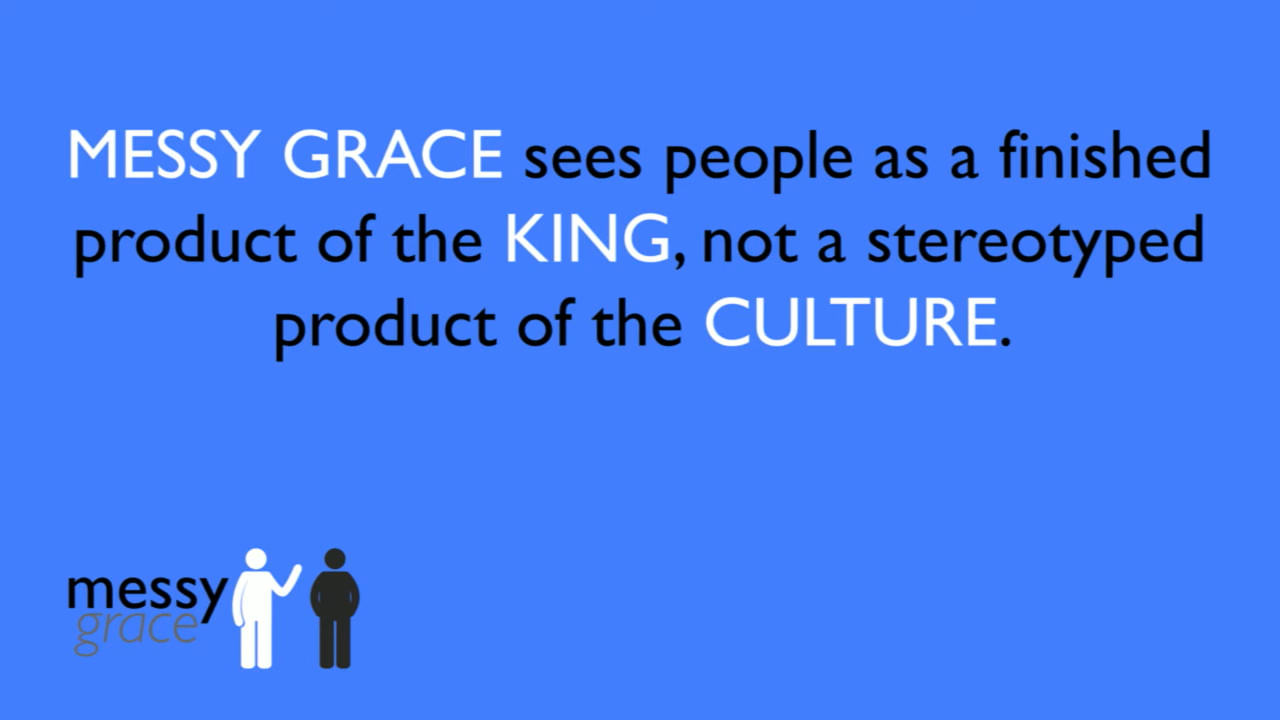 MESSY GRACE sees people as a finished
product of the KING, not a stereotyped
product of the CULTURE.
messy
grace